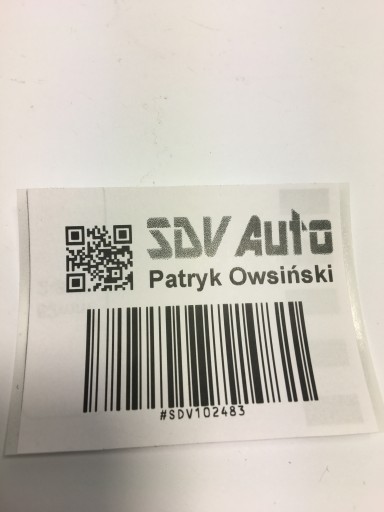 SDV Auto
Patryk Owsiński
#SDV102483